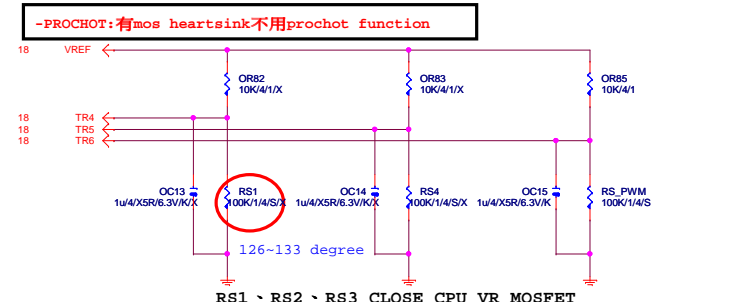 -PROCHOT:有mos heartsink不用prochot function
18 VREF
OR82
10K/4/1/X
OR83
10K/4/1/X
OR85
10K/4/1
18 TR4
18 TR5
18 TR6
OC13
1u/4/X5R/6.3V/K/X
RS1
100K/1/4/S/X
OC14
1u/4/X5R/6.3V/K/X
RS4
100K/1/4/S/X
OC15
1u/4/X5R/6.3V/K
RS_PWM
100K/1/4/S
126~133 degree
RS1、RS2、RS3 CLOSE CPU VR MOSFET